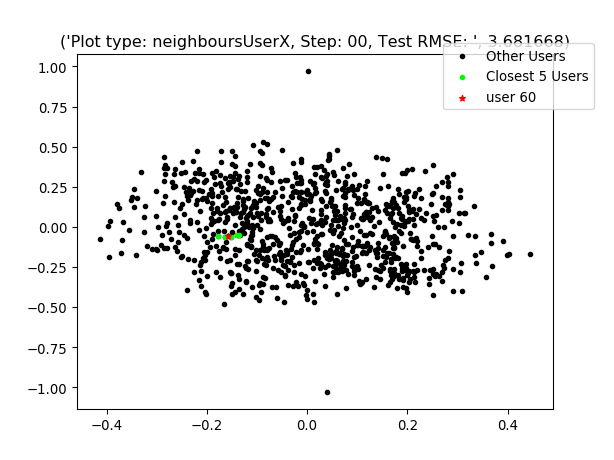 ('Plot type: neighboursUserX, Step: 00, Test RMSE: ', 3.681668)
Other Users
Closest 5 Users
user 60
1.00
0.75
0.50
0.25
0.00
−0.25
−0.50
−0.75
−1.00
−0.4 −0.2 0.0 0.2 0.4